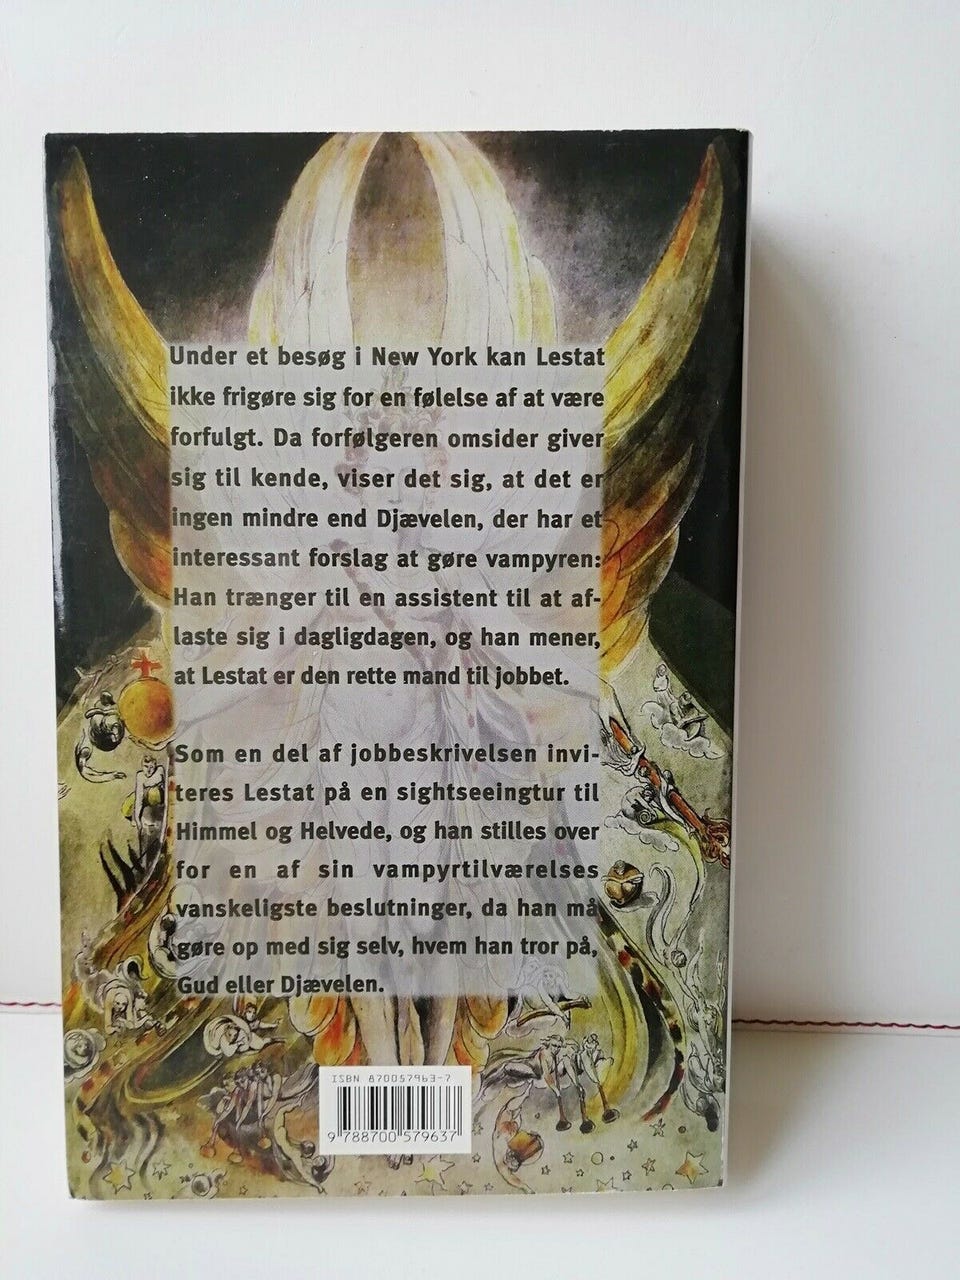 Under et besøg i New York kan Lestat
ikke frigøre sig for en følelse af at være
forfulgt. Da forfølgeren omsider giver
sig til kende, viser det sig, at det er
ingen mindre end Djævelen, der har et
interessant forslag at gøre vampyren:
Han trænger til en assistent til at af-
laste sig i dagligdagen, og han mener,
at Lestat er den rette mand til jobbet.
Som en del af jobbeskrivelsen invi-
teres Lestat på en sightseeingtur til
Himmel og Helvede, og han stilles over
for en af sin vampyrtilværelses
vanskeligste beslutninger, da han må
gøre op med sig selv, hvem han tror på,
Gud eller Djævelen.
ISBN 870057963-7
9 788700 579637